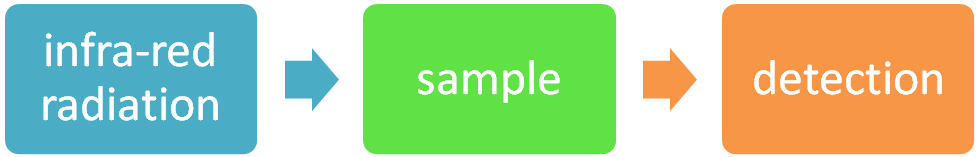 infra-red
radiation
sample
detection